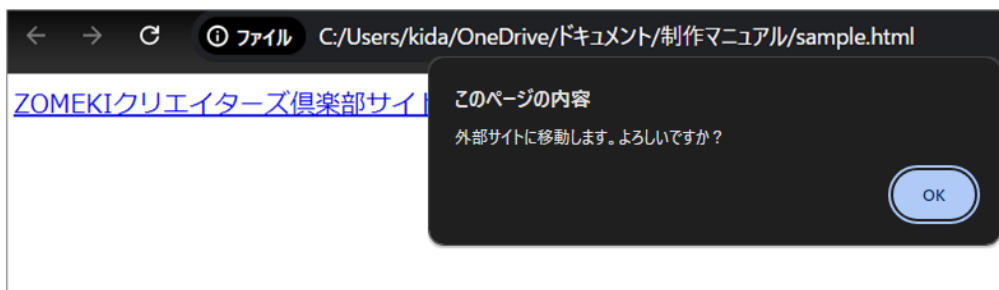 ファイル C:/Users/kida/OneDrive/ドキュメント/制作マニュアル/sample.html
ZOMEKIクリエイターズ倶楽部サイト
このページの内容
外部サイトに移動します。よろしいですか？
OK